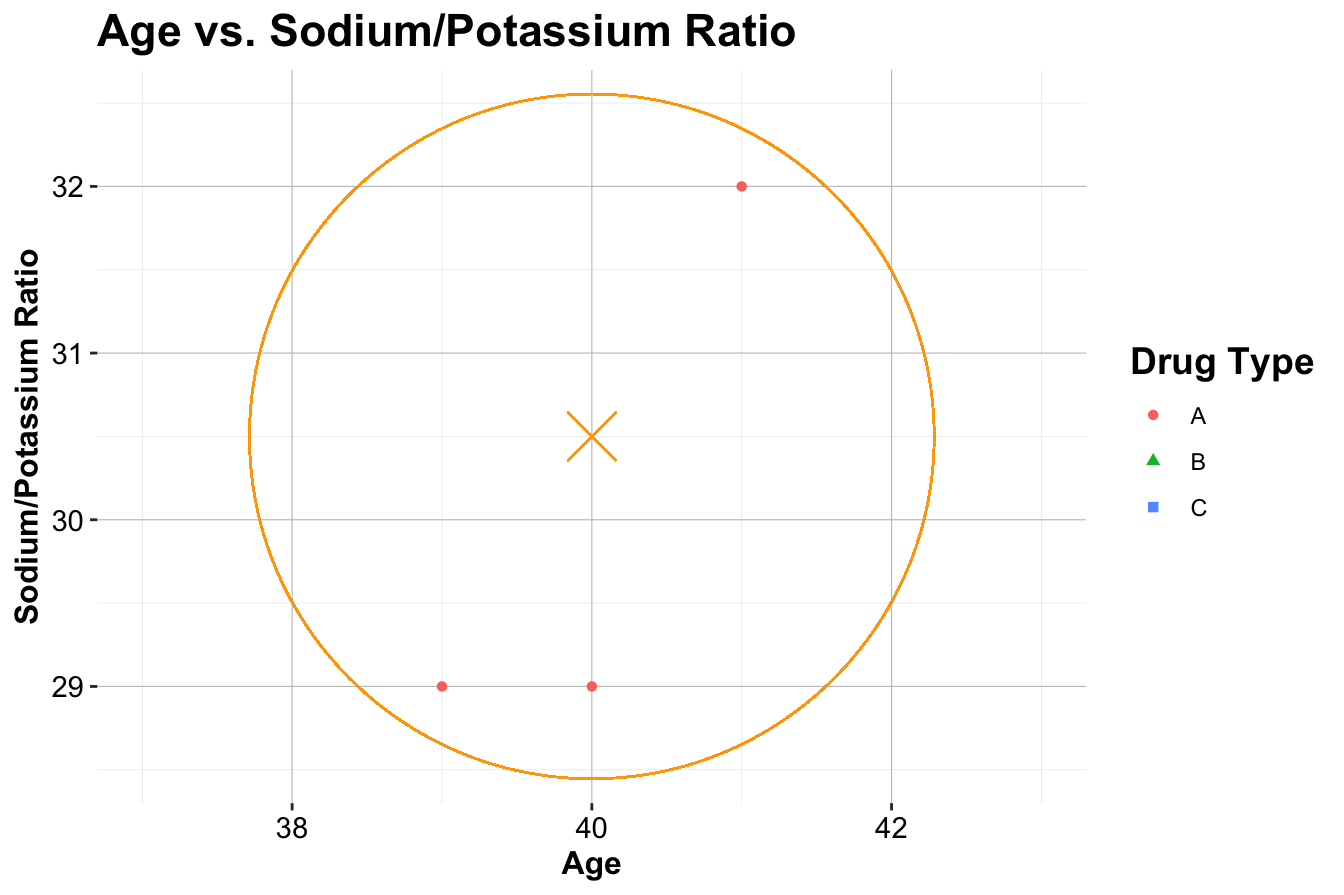 Age vs. Sodium/Potassium Ratio
Sodium/Potassium Ratio
32
31
30
29
38
40
42
Age
Drug Type
A
B
C